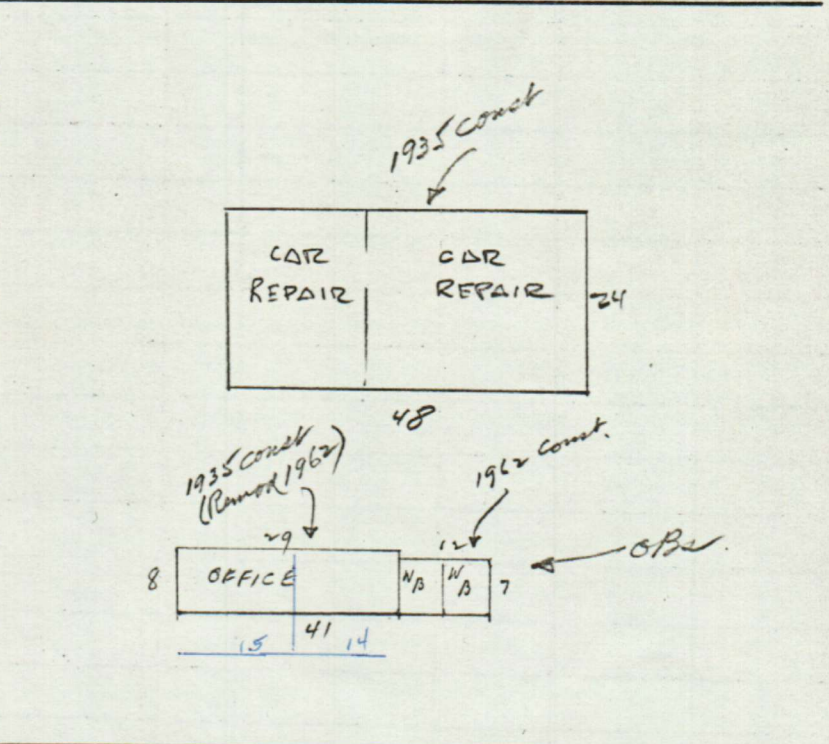 1935 const
CAR
REPAIR
CAR
REPAIR
24
48
1935 const
(Remod 1962)
1962 const.
29
12
OBs.
8
OFFICE
W/B
W/B
7
41
15
14